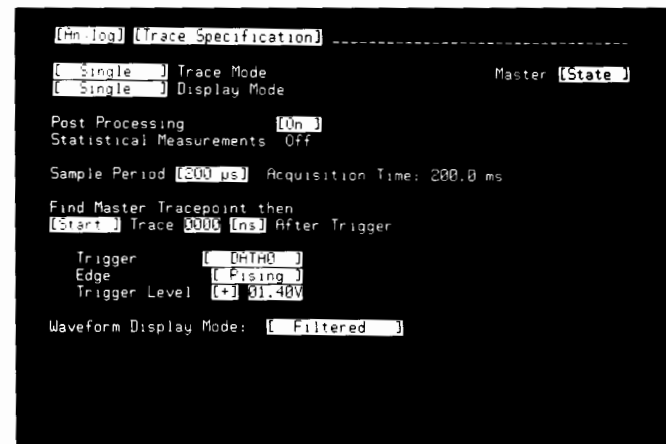 [Analog] [Trace Specification]
[ Single ] Trace Mode Master [State ]
[ Single ] Display Mode
Post Processing [On ]
Statistical Measurements Off
Sample Period [200 µs] Acquisition Time: 200.0 ms
Find Master Tracepoint then
[Start ] Trace 0000 [ns] After Trigger
Trigger [ DATA0 ]
Edge [ Rising ]
Trigger Level [+] 01.40V
Waveform Display Mode: [ Filtered ]